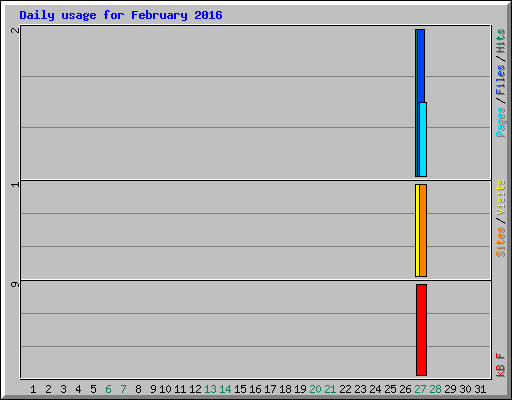 Daily usage for February 2016
2
Pages/Files/Hits
1
Sites/Visits
9
kB F
1 2 3 4 5 6 7 8 9 10 11 12 13 14 15 16 17 18 19 20 21 22 23 24 25 26 27 28 29 30 31